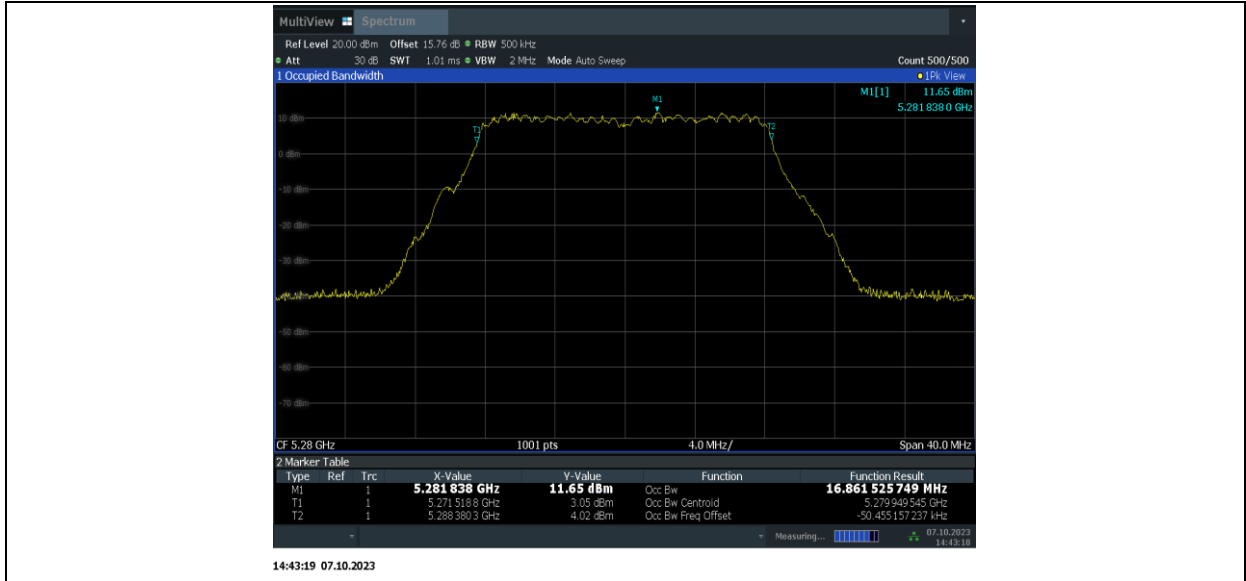 MultiView Spectrum
Ref Level 20.00 dBm Offset 15.76 dB RBW 500 kHz
Att 30 dB SWT 1.01 ms VBW 2 MHz Mode Auto Sweep Count 500/500
1 Occupied Bandwidth 1Pk View
M1[1] 11.65 dBm
5.281 838 0 GHz
M1
10 dBm
T1
T2
0 dBm
-10 dBm
-20 dBm
-30 dBm
-50 dBm
-60 dBm
-70 dBm
CF 5.28 GHz 1001 pts 4.0 MHz/ Span 40.0 MHz
2 Marker Table
Type Ref Trc X-Value Y-Value Function Function Result
M1 1 5.281 838 GHz 11.65 dBm Occ Bw 16.861 525 749 MHz
T1 1 5.271 518 8 GHz 3.05 dBm Occ Bw Centroid 5.279 949 545 GHz
T2 1 5.288 380 3 GHz 4.02 dBm Occ Bw Freq Offset -50.455 157 237 kHz
Measuring... 07.10.2023
14:43:18
14:43:19 07.10.2023